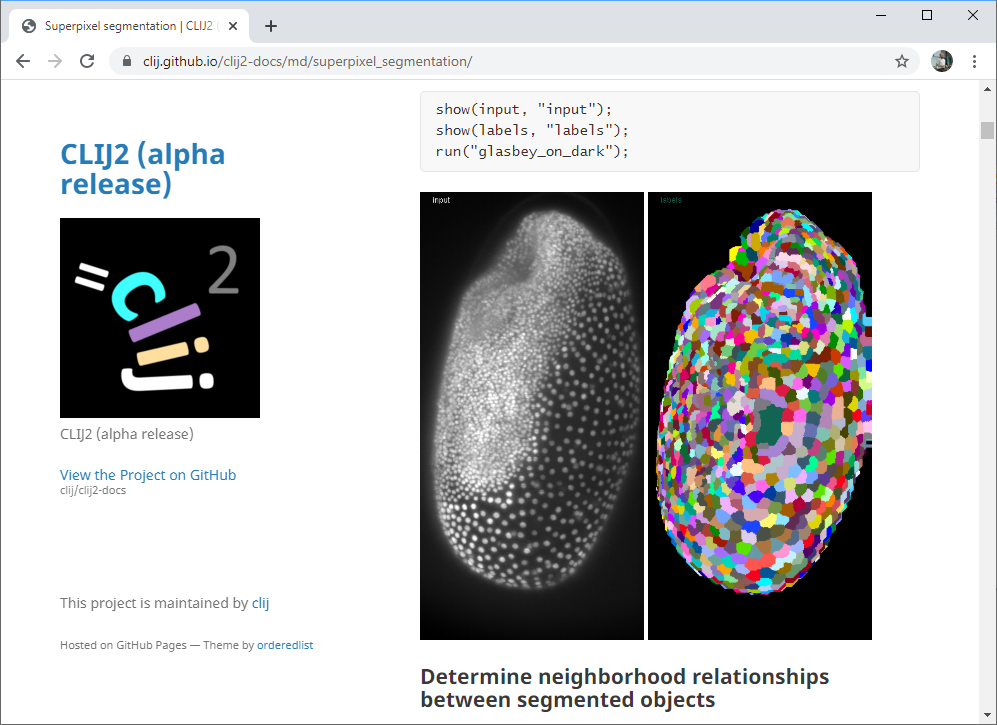 Superpixel segmentation | CLIJ2 (
clij.github.io/clij2-docs/md/superpixel_segmentation/
CLIJ2 (alpha
release)
=clij
2
CLIJ2 (alpha release)
View the Project on GitHub
clij/clij2-docs
This project is maintained by clij
Hosted on GitHub Pages — Theme by orderedlist
show(input, "input");
show(labels, "labels");
run("glasbey_on_dark");
input
labels
Determine neighborhood relationships
between segmented objects